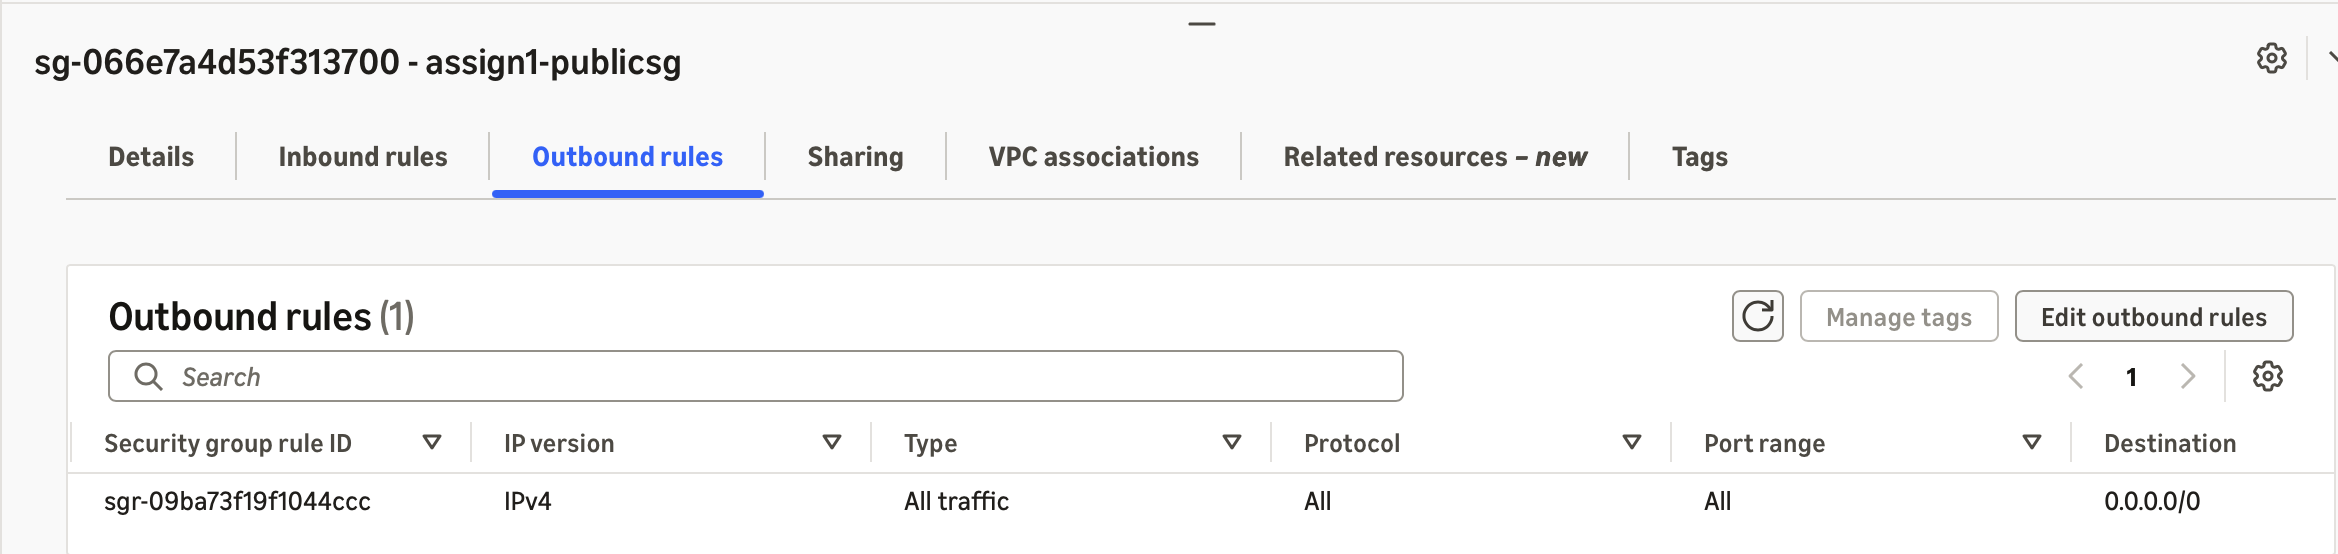 sg-066e7a4d53f313700 - assign1-publicsg
Details Inbound rules Outbound rules Sharing VPC associations Related resources – new Tags
Outbound rules (1) Manage tags Edit outbound rules
Search 1
Security group rule ID IP version Type Protocol Port range Destination
sgr-09ba73f19f1044ccc IPv4 All traffic All All 0.0.0.0/0